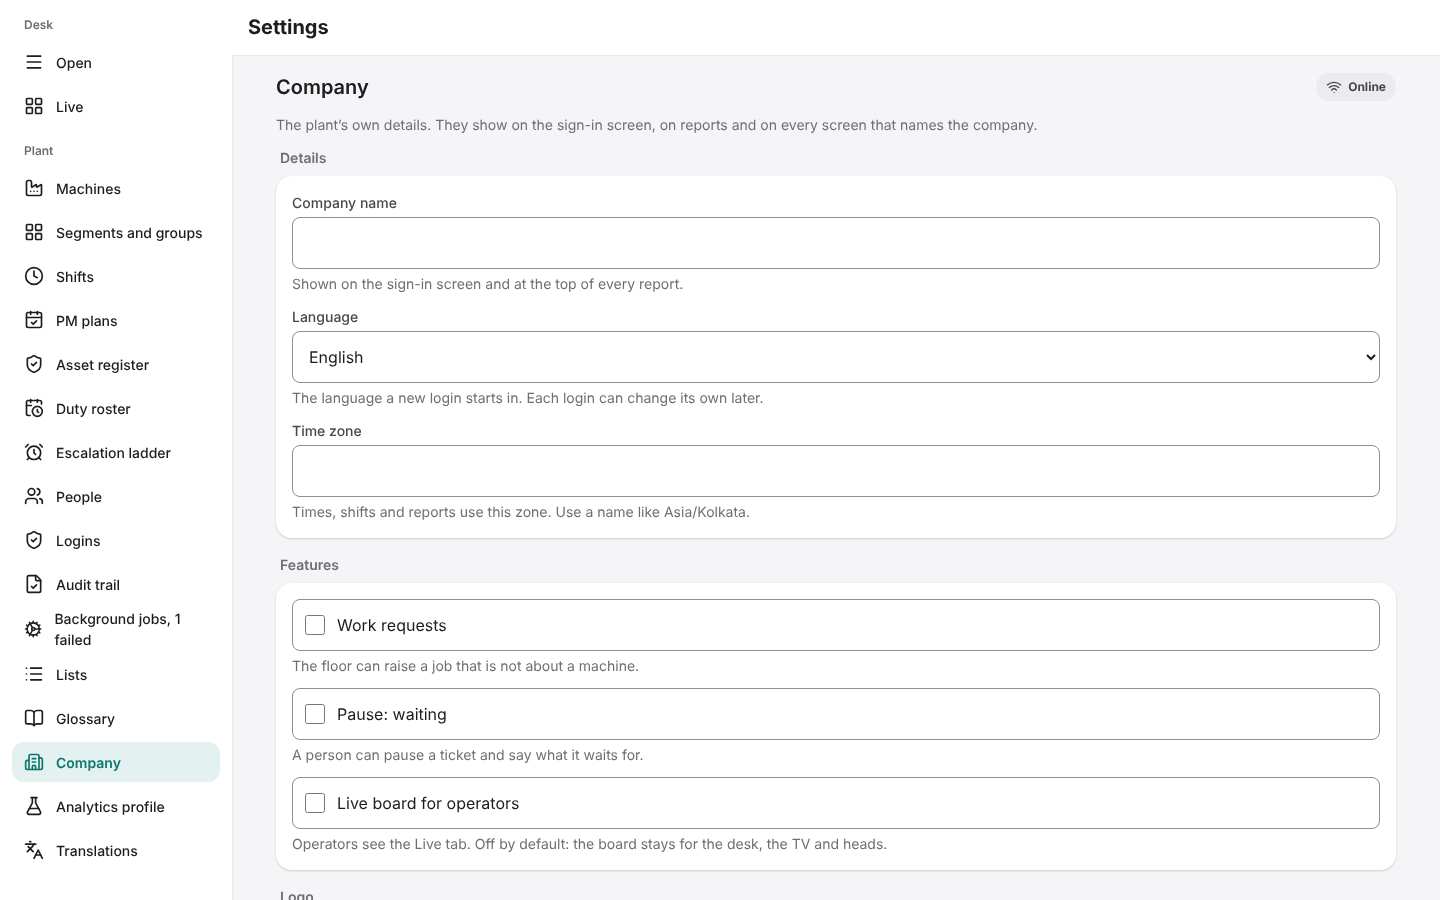 Desk
Open
Live
Plant
Machines
Segments and groups
Shifts
PM plans
Asset register
Duty roster
Escalation ladder
People
Logins
Audit trail
Background jobs, 1
failed
Lists
Glossary
Company
Analytics profile
Translations
Settings
Company
Online
The plant’s own details. They show on the sign-in screen, on reports and on every screen that names the company.
Details
Company name
Shown on the sign-in screen and at the top of every report.
Language
English
The language a new login starts in. Each login can change its own later.
Time zone
Times, shifts and reports use this zone. Use a name like Asia/Kolkata.
Features
Work requests
The floor can raise a job that is not about a machine.
Pause: waiting
A person can pause a ticket and say what it waits for.
Live board for operators
Operators see the Live tab. Off by default: the board stays for the desk, the TV and heads.
Logo